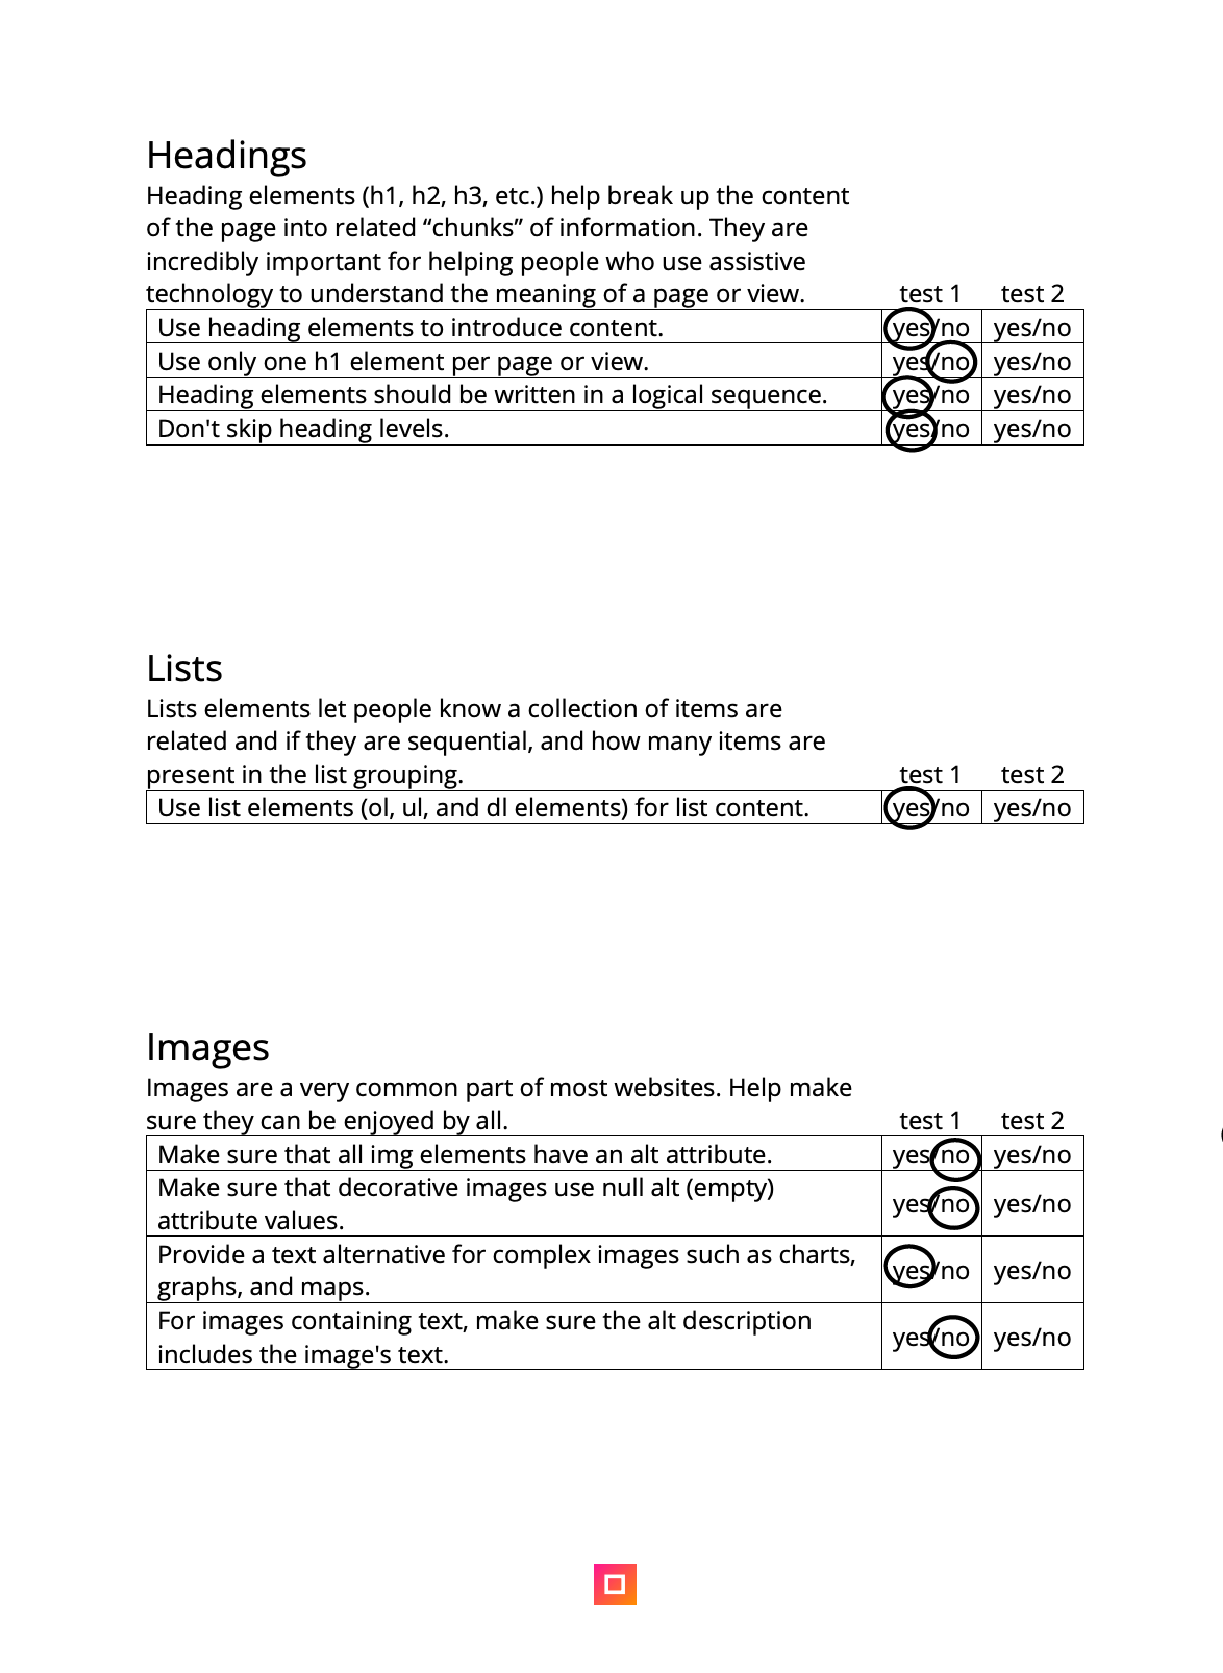 Headings
Heading elements (h1, h2, h3, etc.) help break up the content
of the page into related “chunks” of information. They are
incredibly important for helping people who use assistive
technology to understand the meaning of a page or view. test 1 test 2
Use heading elements to introduce content. yes/no yes/no
Use only one h1 element per page or view. yes/no yes/no
Heading elements should be written in a logical sequence. yes/no yes/no
Don't skip heading levels. yes/no yes/no
Lists
Lists elements let people know a collection of items are
related and if they are sequential, and how many items are
present in the list grouping. test 1 test 2
Use list elements (ol, ul, and dl elements) for list content. yes/no yes/no
Images
Images are a very common part of most websites. Help make
sure they can be enjoyed by all. test 1 test 2
Make sure that all img elements have an alt attribute. yes/no yes/no
Make sure that decorative images use null alt (empty)
attribute values. yes/no yes/no
Provide a text alternative for complex images such as charts,
graphs, and maps. yes/no yes/no
For images containing text, make sure the alt description
includes the image's text. yes/no yes/no